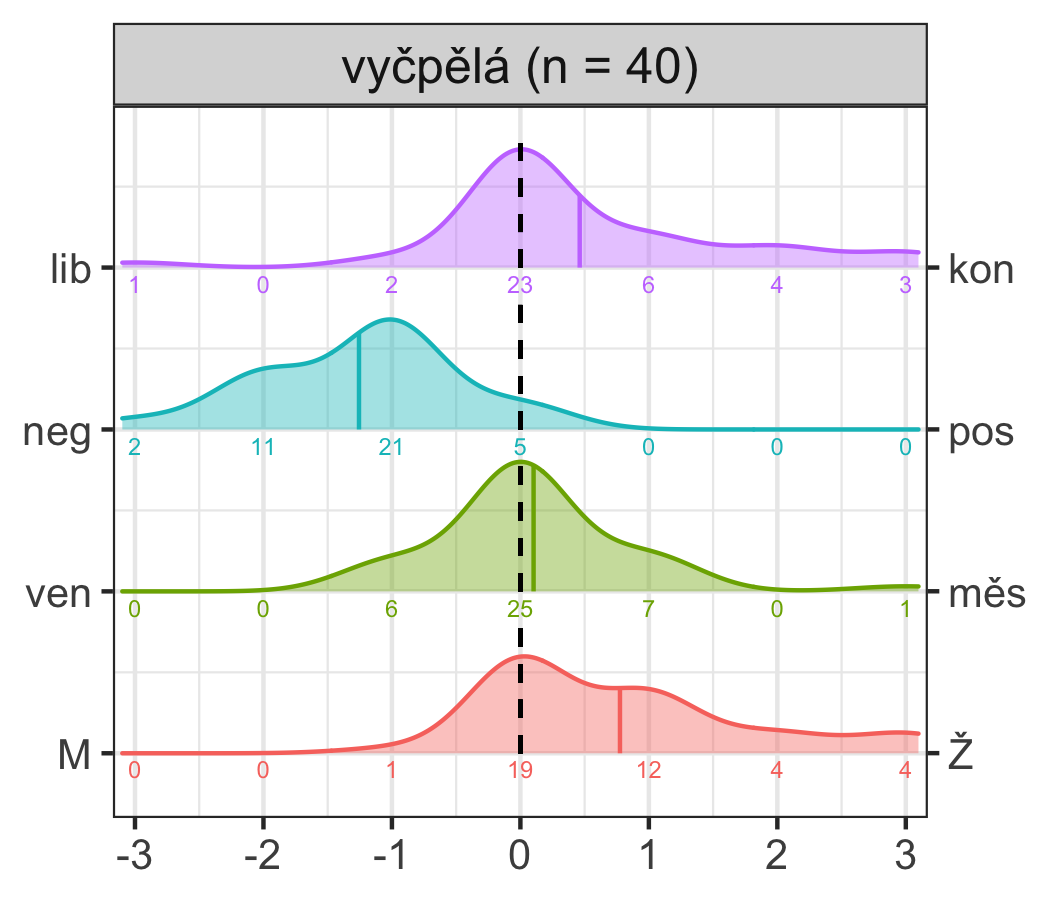 vyčpělá (n = 40)
lib kon
1 0 2 23 6 4 3
neg pos
2 11 21 5 0 0 0
ven měs
0 0 6 25 7 0 1
M Ž
0 0 1 19 12 4 4
-3 -2 -1 0 1 2 3